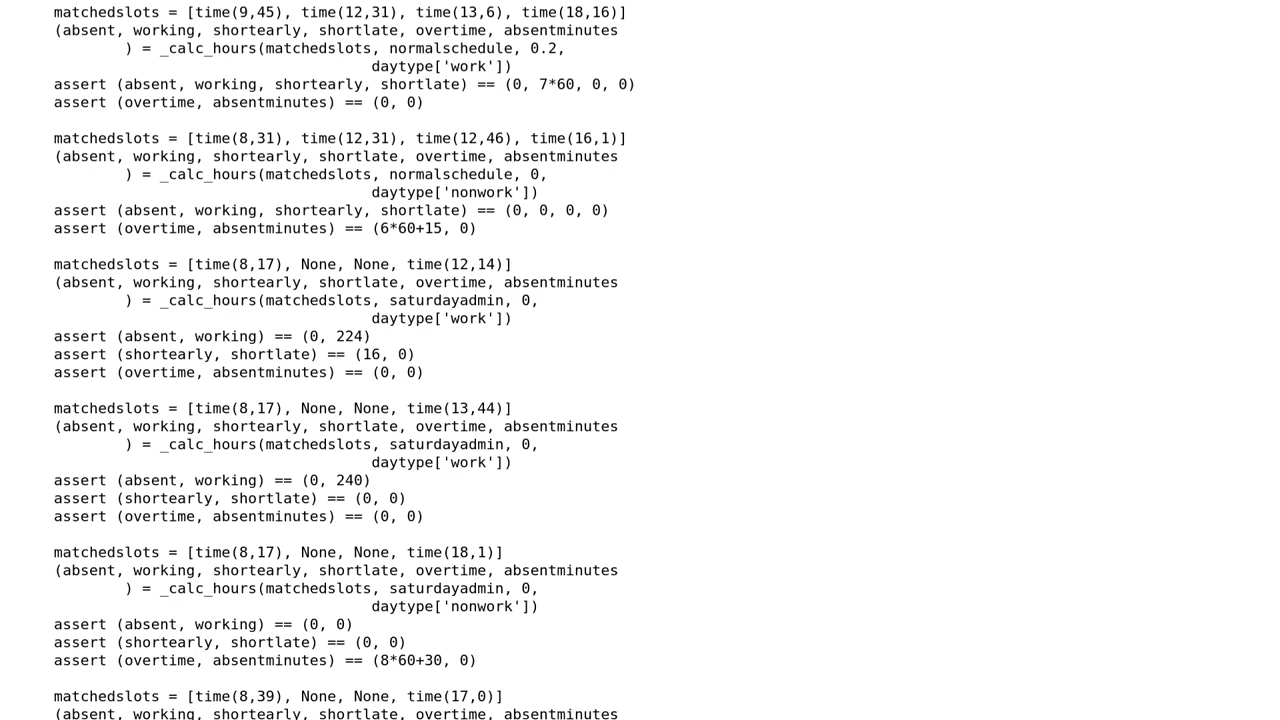 matchedslots = [time(9,45), time(12,31), time(13,6), time(18,16)]
(absent, working, shortearly, shortlate, overtime, absentminutes
) = _calc_hours(matchedslots, normalschedule, 0.2,
daytype['work'])
assert (absent, working, shortearly, shortlate) == (0, 7*60, 0, 0)
assert (overtime, absentminutes) == (0, 0)
matchedslots = [time(8,31), time(12,31), time(12,46), time(16,1)]
(absent, working, shortearly, shortlate, overtime, absentminutes
) = _calc_hours(matchedslots, normalschedule, 0,
daytype['nonwork'])
assert (absent, working, shortearly, shortlate) == (0, 0, 0, 0)
assert (overtime, absentminutes) == (6*60+15, 0)
matchedslots = [time(8,17), None, None, time(12,14)]
(absent, working, shortearly, shortlate, overtime, absentminutes
) = _calc_hours(matchedslots, saturdayadmin, 0,
daytype['work'])
assert (absent, working) == (0, 224)
assert (shortearly, shortlate) == (16, 0)
assert (overtime, absentminutes) == (0, 0)
matchedslots = [time(8,17), None, None, time(13,44)]
(absent, working, shortearly, shortlate, overtime, absentminutes
) = _calc_hours(matchedslots, saturdayadmin, 0,
daytype['work'])
assert (absent, working) == (0, 240)
assert (shortearly, shortlate) == (0, 0)
assert (overtime, absentminutes) == (0, 0)
matchedslots = [time(8,17), None, None, time(18,1)]
(absent, working, shortearly, shortlate, overtime, absentminutes
) = _calc_hours(matchedslots, saturdayadmin, 0,
daytype['nonwork'])
assert (absent, working) == (0, 0)
assert (shortearly, shortlate) == (0, 0)
assert (overtime, absentminutes) == (8*60+30, 0)
matchedslots = [time(8,39), None, None, time(17,0)]
(absent, working, shortearly, shortlate, overtime, absentminutes